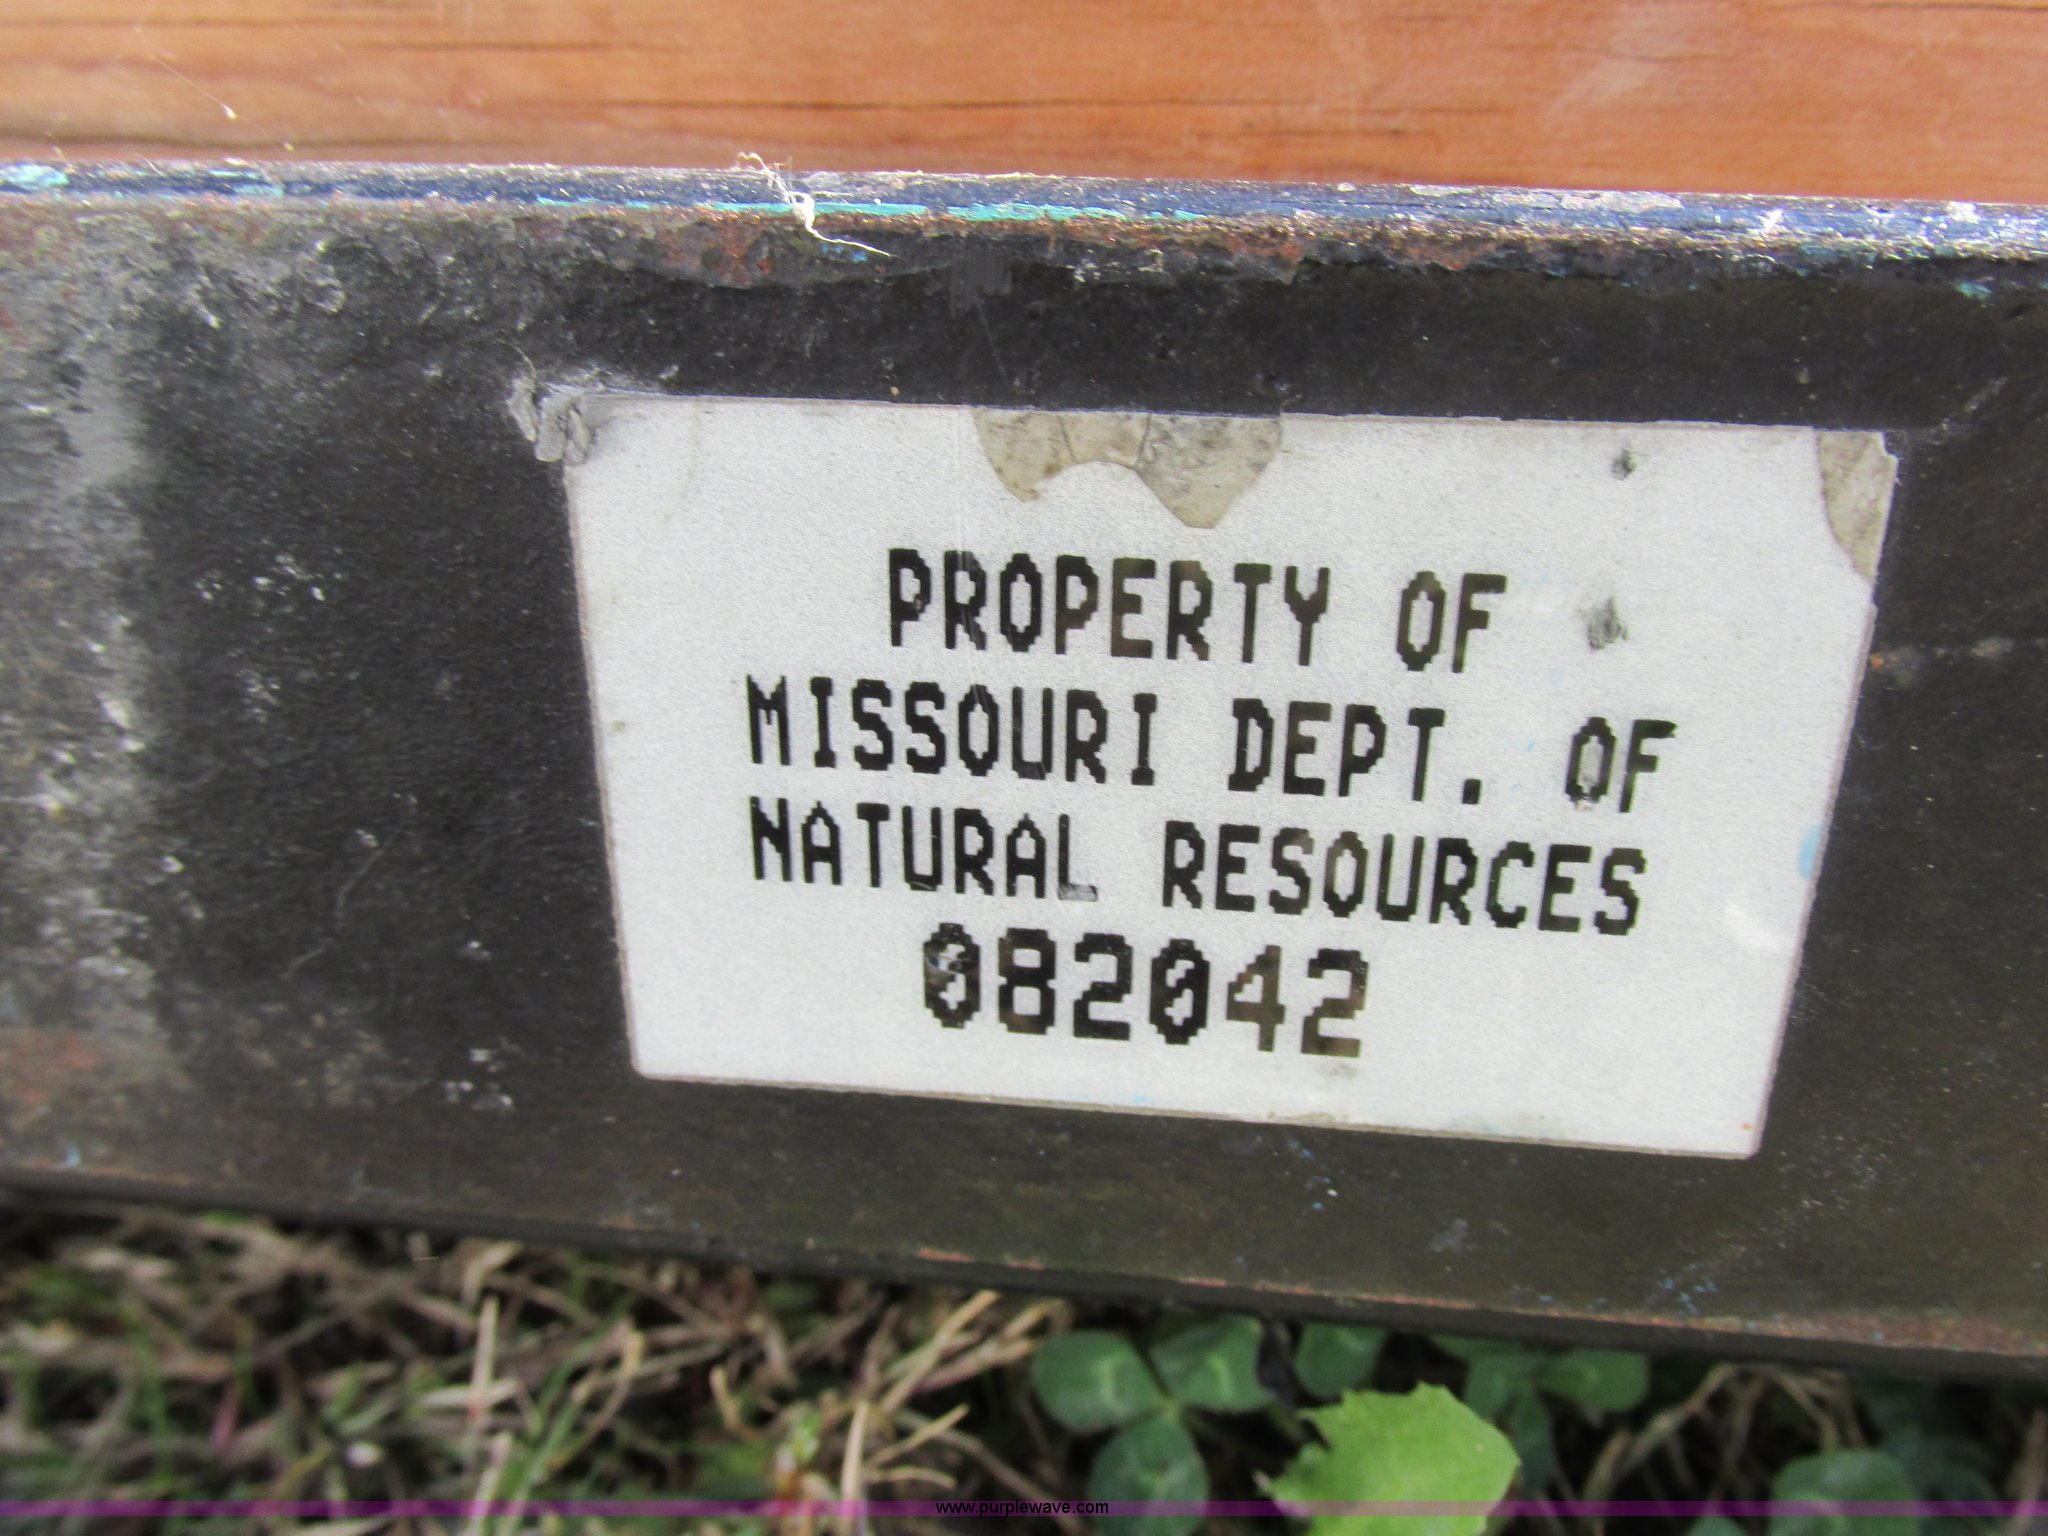 PROPERTY OF
MISSOURI DEPT. OF
NATURAL RESOURCES
082042
www.purplewave.com